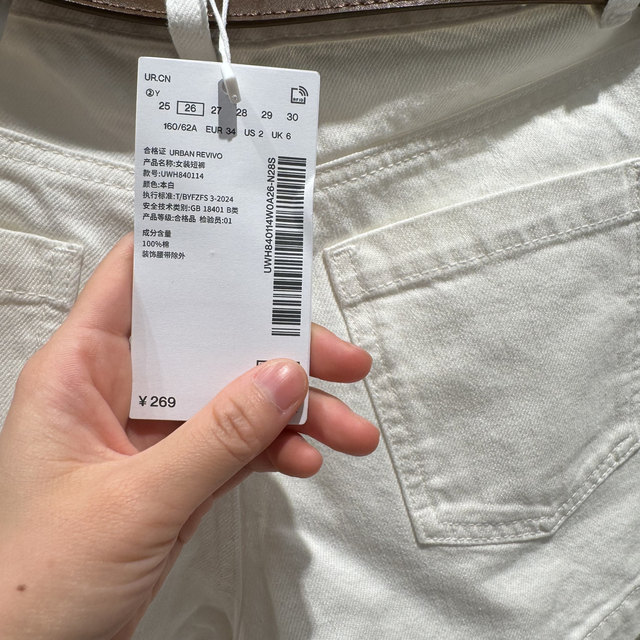 UR.CN
②Y
RFID
25 26 27 28 29 30
160/62A EUR 34 US 2 UK 6
合格证 URBAN REVIVO
产品名称:女装短裤
款号:UWH840114
颜色:本白
执行标准:T/BYFZFS 3-2024
安全技术类别:GB 18401 B类
产品等级:合格品 检验员:01
成分含量
100%棉
装饰腰带除外
UWH840114W0A26-N28S
¥269